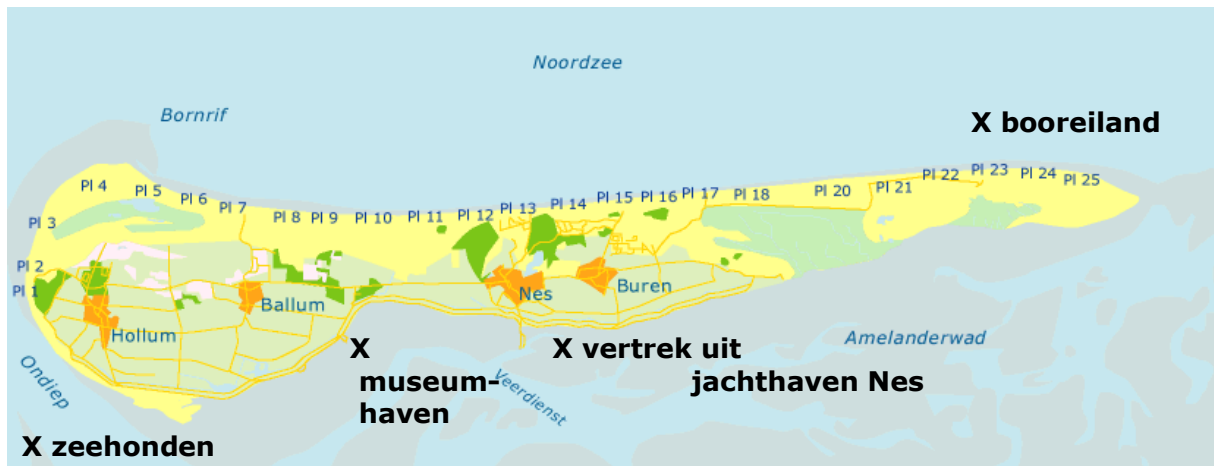 Noordzee
Bornrif
X booreiland
Pl 1
Pl 2
Pl 3
Pl 4
Pl 5
Pl 6
Pl 7
Pl 8
Pl 9
Pl 10
Pl 11
Pl 12
Pl 13
Pl 14
Pl 15
Pl 16
Pl 17
Pl 18
Pl 20
Pl 21
Pl 22
Pl 23
Pl 24
Pl 25
Hollum
Ballum
Nes
Buren
Ondiep
X
museum-
haven
Veerdienst
X vertrek uit
jachthaven Nes
Amelanderwad
X zeehonden